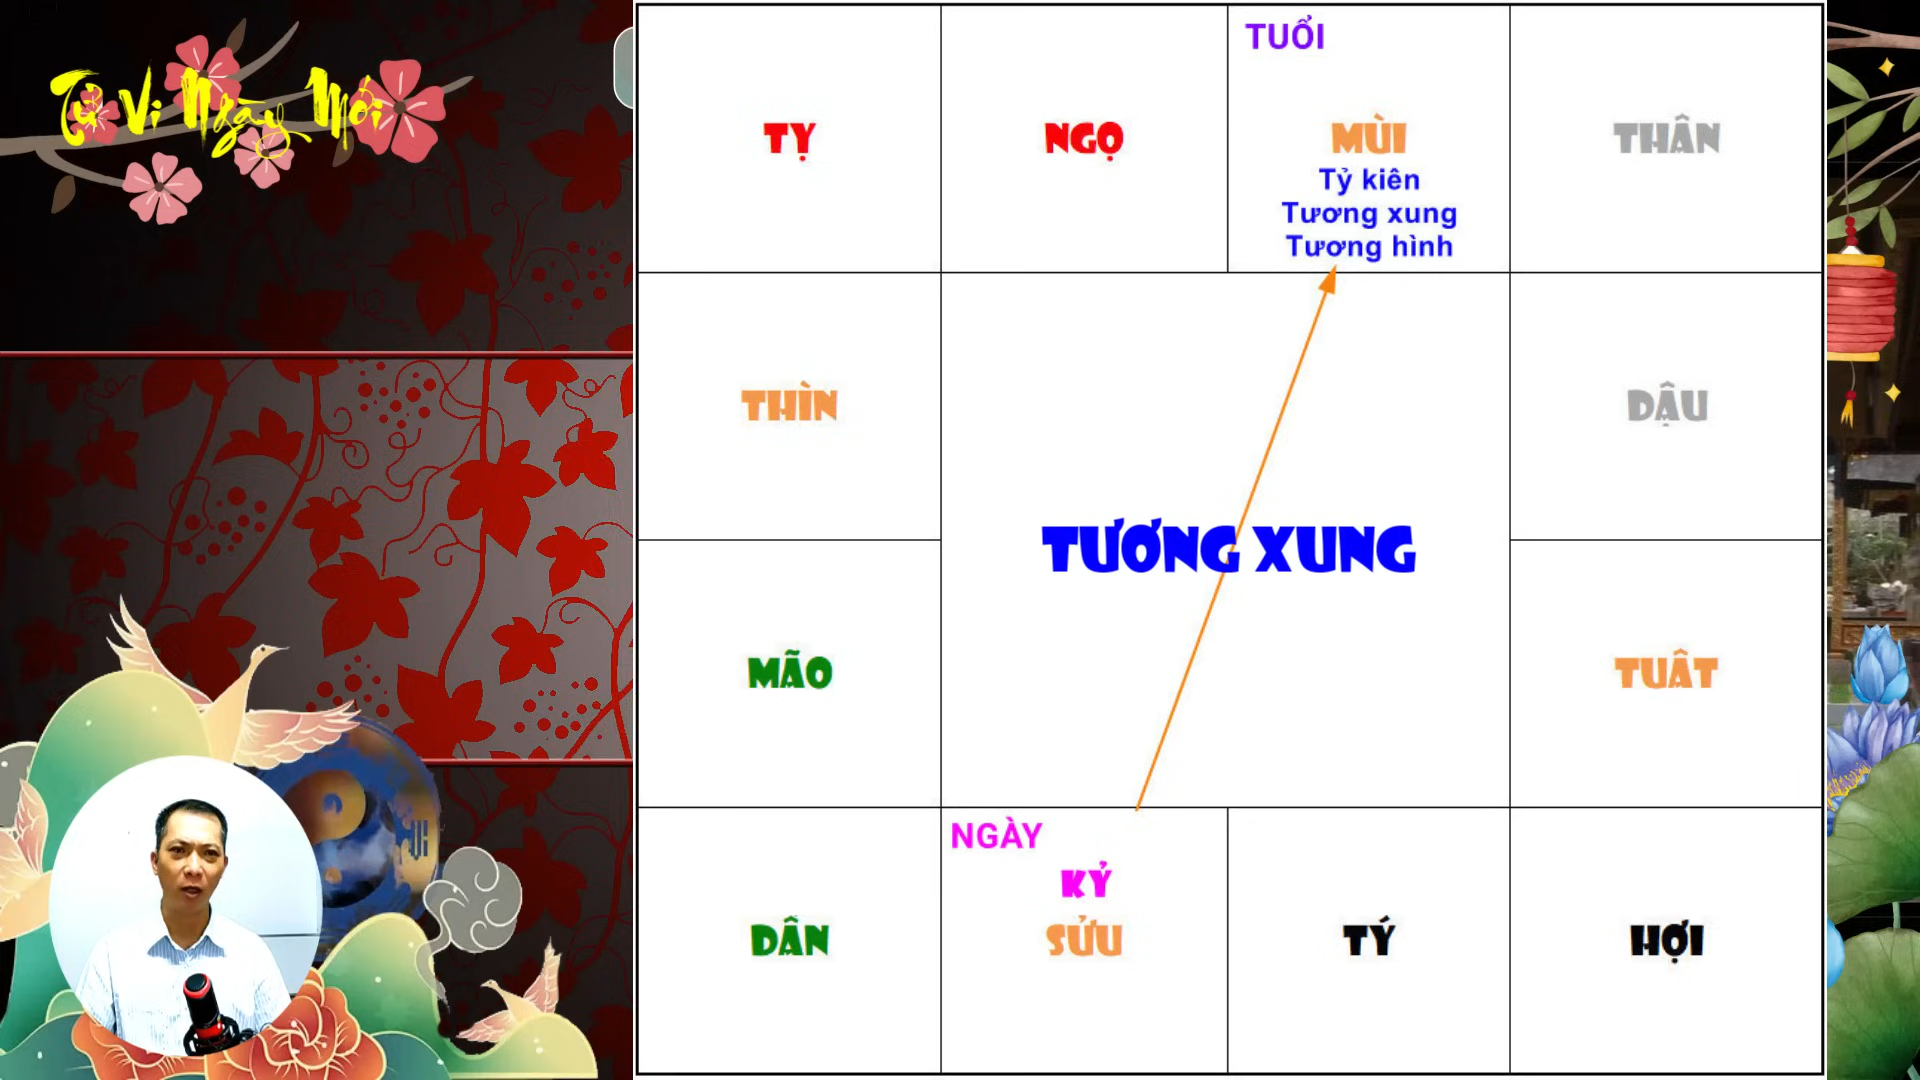 Tử Vi Ngày Mới
TUỔI
TỴ
NGỌ
MÙI
THÂN
Tỷ kiên
Tương xung
Tương hình
THÌN
DẬU
TƯƠNG XUNG
MÃO
TUẤT
NGÀY
KỶ
DẦN
SỬU
TÝ
HỢI